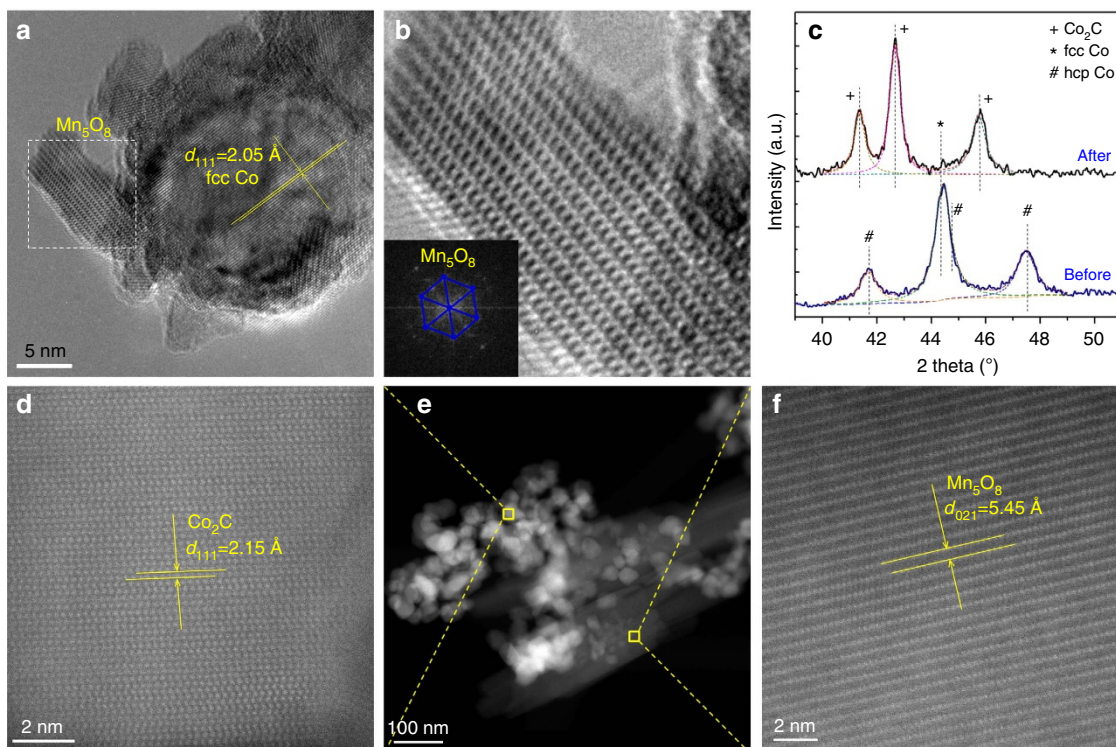 a
Mn₅O₈
d₁₁₁=2.05 Å
fcc Co
5 nm
b
Mn₅O₈
c
+ Co₂C
* fcc Co
# hcp Co
+
+
*
+
After
#
#
#
Before
Intensity (a.u.)
40 42 44 46 48 50
2 theta (°)
d
Co₂C
d₁₁₁=2.15 Å
2 nm
e
100 nm
f
Mn₅O₈
d₀₂₁=5.45 Å
2 nm